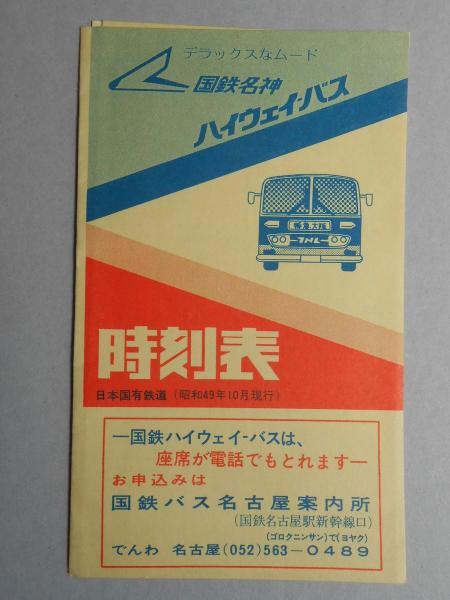 デラックスなムード
国鉄名神
ハイウェイ-バス
特急 大阪
JNR
時刻表
日本国有鉄道 (昭和49年10月現行)
―国鉄ハイウェイ-バスは、
座席が電話でもとれます―
お申込みは
国鉄バス名古屋案内所
(国鉄名古屋駅新幹線口)
(ゴロクニンサン)で(ヨヤク)
でんわ 名古屋(052)563-0489